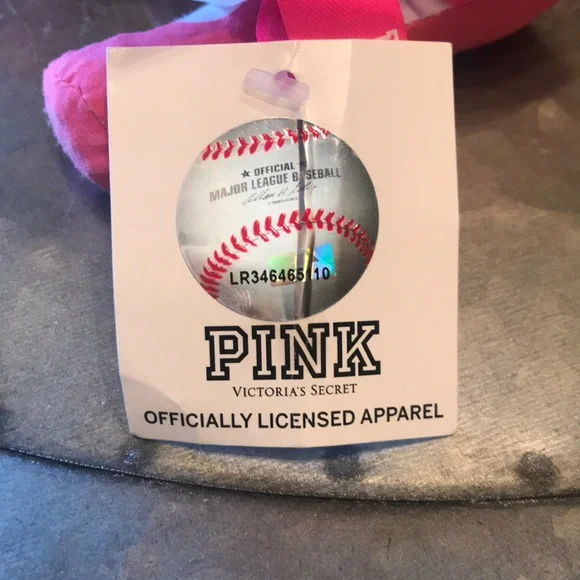 ★ OFFICIAL ★
MAJOR LEAGUE BASEBALL
LR346465110
PINK
VICTORIA'S SECRET
OFFICIALLY LICENSED APPAREL